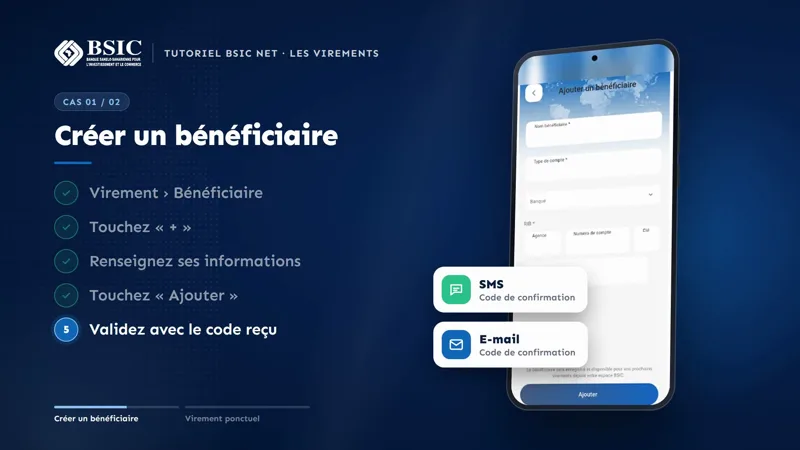 BSIC
BANQUE SAHELO-SAHARIENNE POUR
L'INVESTISSEMENT ET LE COMMERCE
TUTORIEL BSIC NET · LES VIREMENTS
CAS 01 / 02
Créer un bénéficiaire
Virement › Bénéficiaire
Touchez « + »
Renseignez ses informations
Touchez « Ajouter »
5 Validez avec le code reçu
Créer un bénéficiaire
Virement ponctuel
Ajouter un bénéficiaire
Nom bénéficiaire *
Type de compte *
Banque
RIB *
Agence
Numero de compte
Clé
SMS
Code de confirmation
E-mail
Code de confirmation
Ajouter